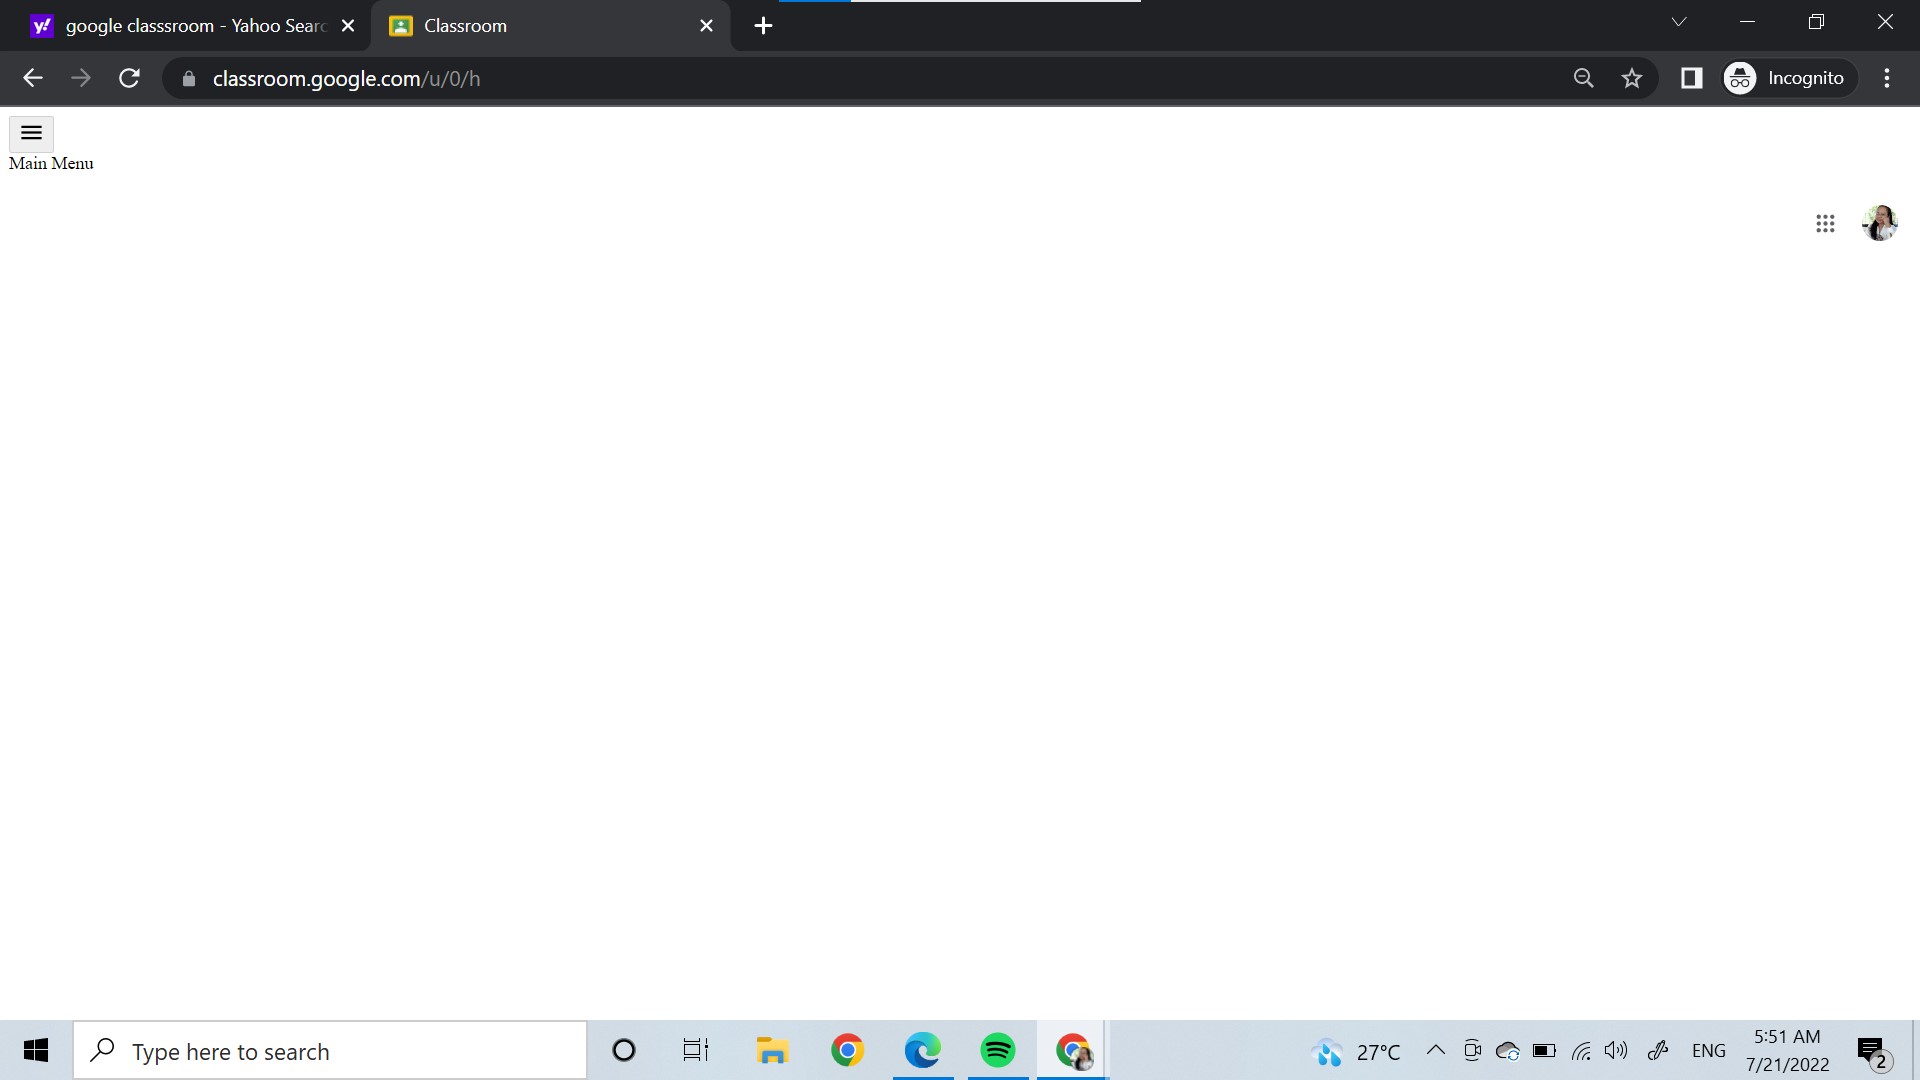 y!
google classsroom - Yahoo Sear
Classroom
classroom.google.com/u/0/h
Incognito
Main Menu
Type here to search
27°C
ENG
5:51 AM
7/21/2022
2